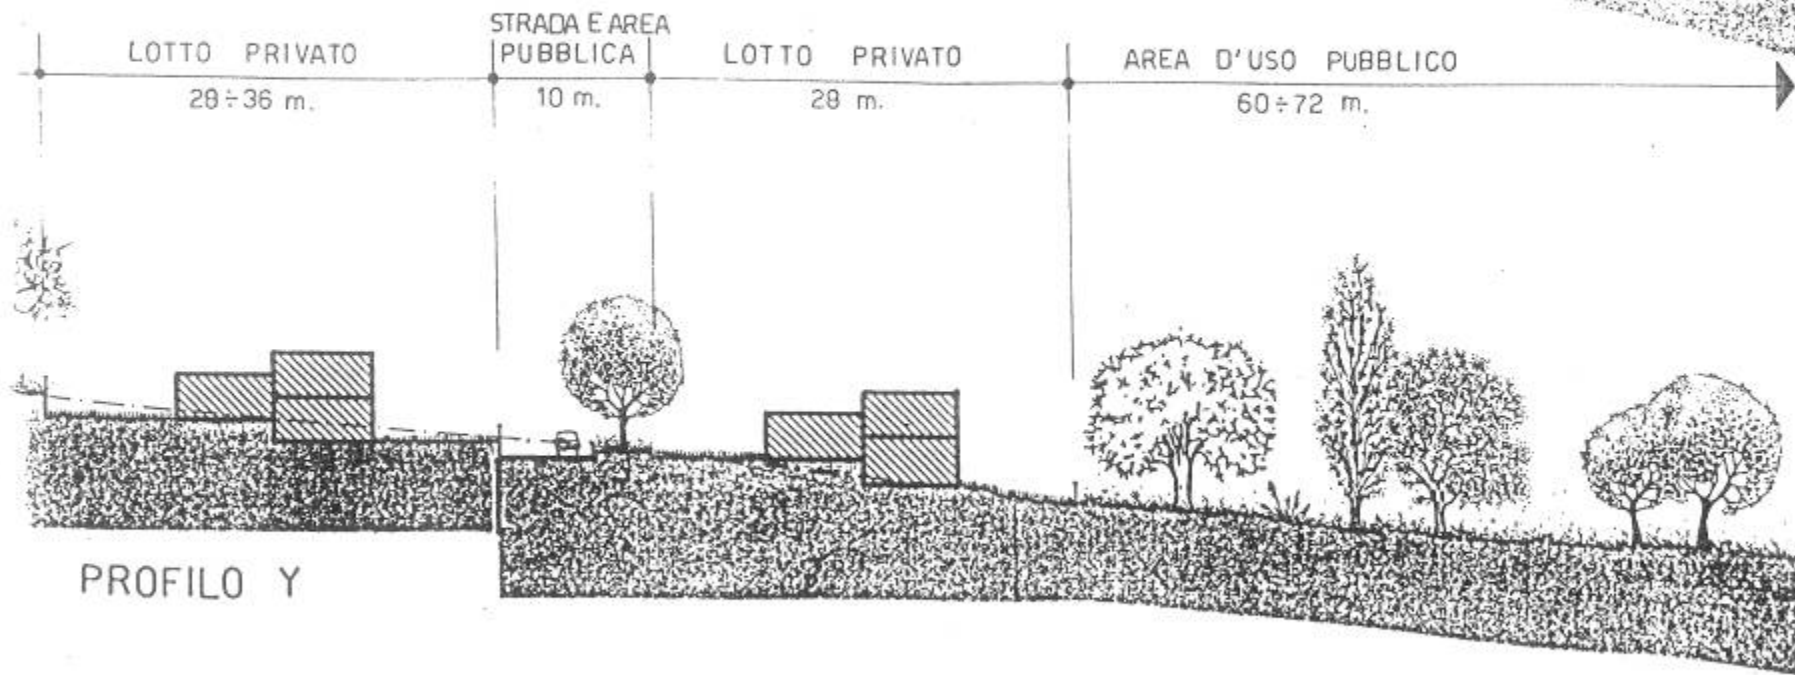 STRADA E AREA
LOTTO PRIVATO PUBBLICA LOTTO PRIVATO AREA D'USO PUBBLICO
28÷36 m. 10 m. 28 m. 60÷72 m.
PROFILO Y